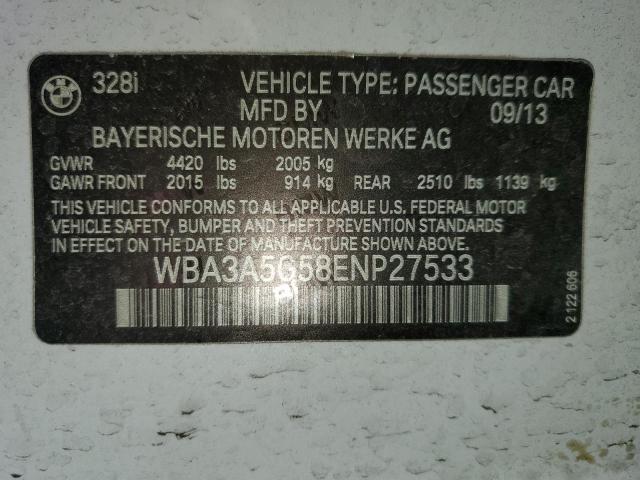 BMW 328i VEHICLE TYPE: PASSENGER CAR
MFD BY 09/13
BAYERISCHE MOTOREN WERKE AG
GVWR 4420 lbs 2005 kg
GAWR FRONT 2015 lbs 914 kg REAR 2510 lbs 1139 kg
THIS VEHICLE CONFORMS TO ALL APPLICABLE U.S. FEDERAL MOTOR
VEHICLE SAFETY, BUMPER AND THEFT PREVENTION STANDARDS
IN EFFECT ON THE DATE OF MANUFACTURE SHOWN ABOVE.
WBA3A5G58ENP27533
2 122 606